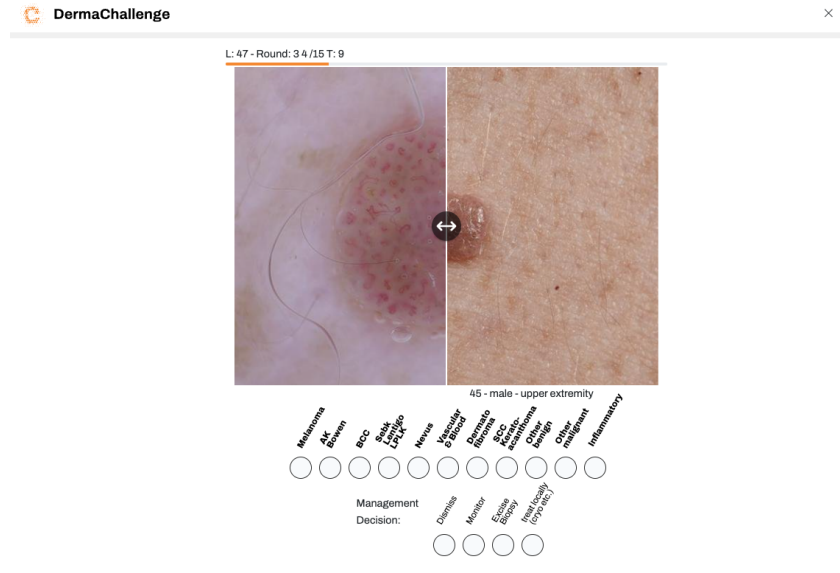 DermaChallenge
L: 47 - Round: 3 4 /15 T: 9
45 - male - upper extremity
Melanoma
AK
Bowen
BCC
Sebk
Lentigo
LPLK
Nevus
Vascular
& Blood
Dermato
fibroma
SCC
Kerato-
acanthoma
Other
benign
Other
malignant
Inflammatory
Management
Decision:
Dismiss
Monitor
Excise
Biopsy
treat locally
(cryo etc.)